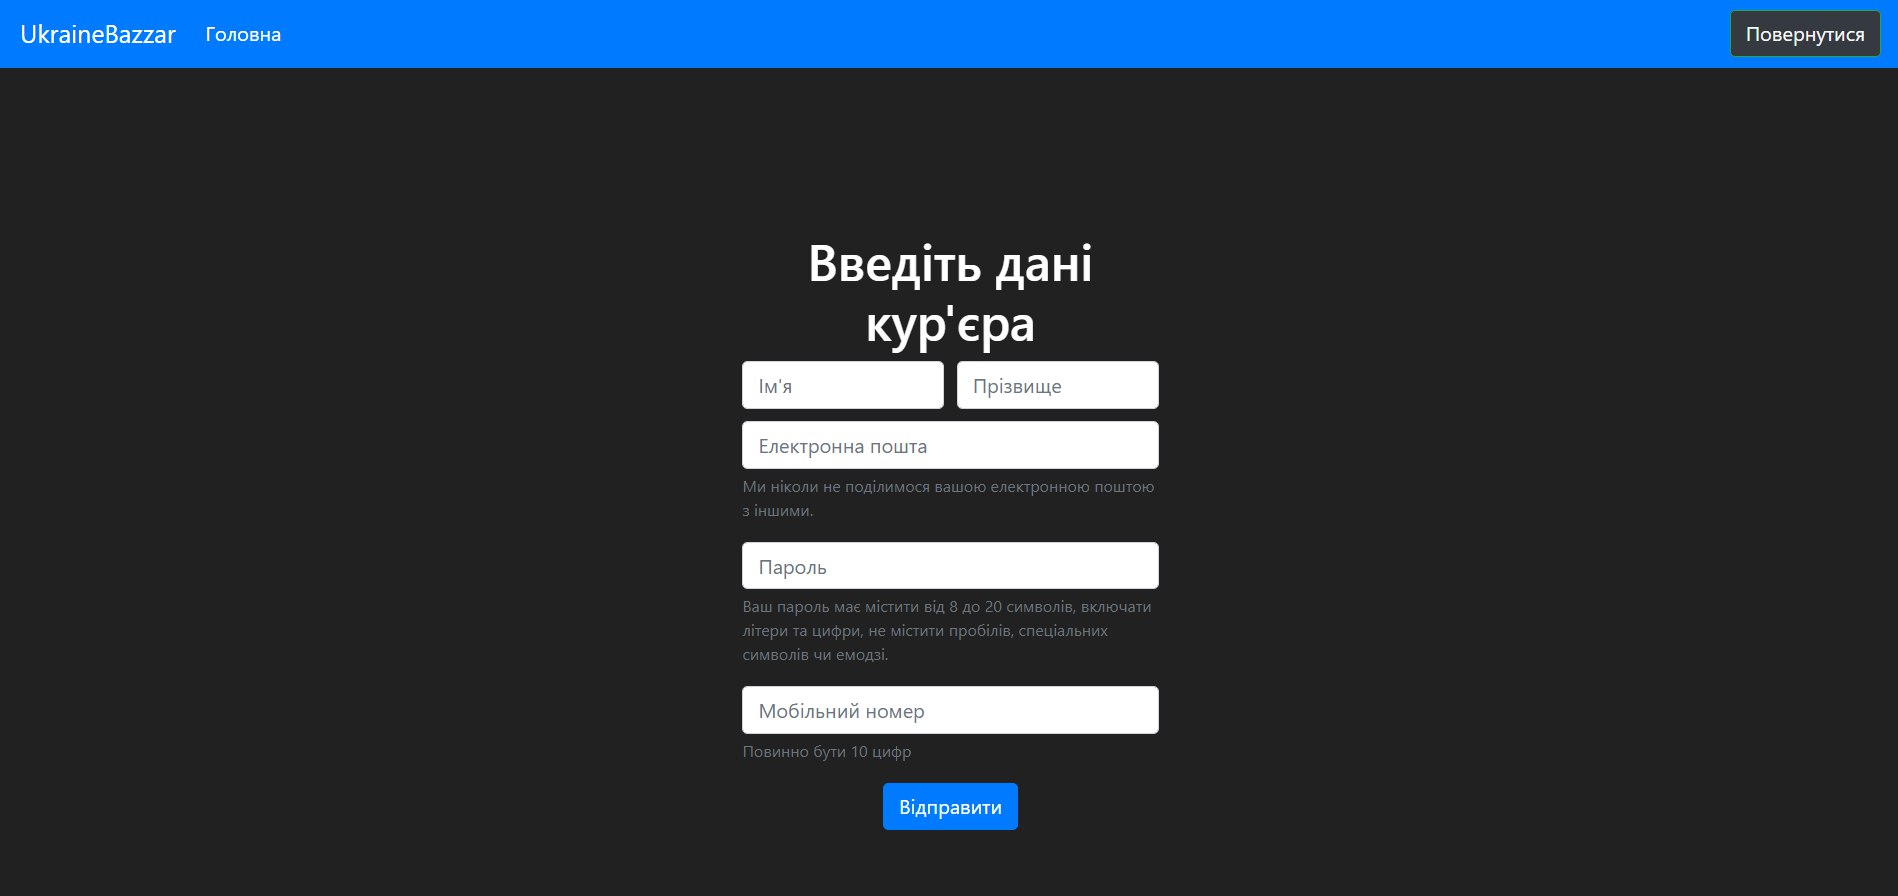 UkraineBazzar Головна Повернутися
Введіть дані
кур'єра
Ім'я Прізвище
Електронна пошта
Ми ніколи не поділимося вашою електронною поштою
з іншими.
Пароль
Ваш пароль має містити від 8 до 20 символів, включати
літери та цифри, не містити пробілів, спеціальних
символів чи емодзі.
Мобільний номер
Повинно бути 10 цифр
Відправити